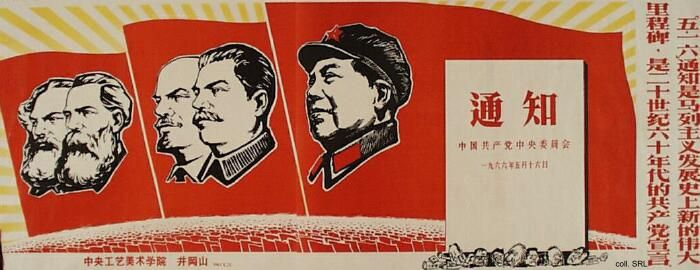 通知
中国共产党中央委员会
一九六六年五月十六日
五·一六通知是马列主义发展史上新的伟大
里程碑，是二十世纪六十年代的共产党宣言。
中央工艺美术学院 井冈山
coll. SRL